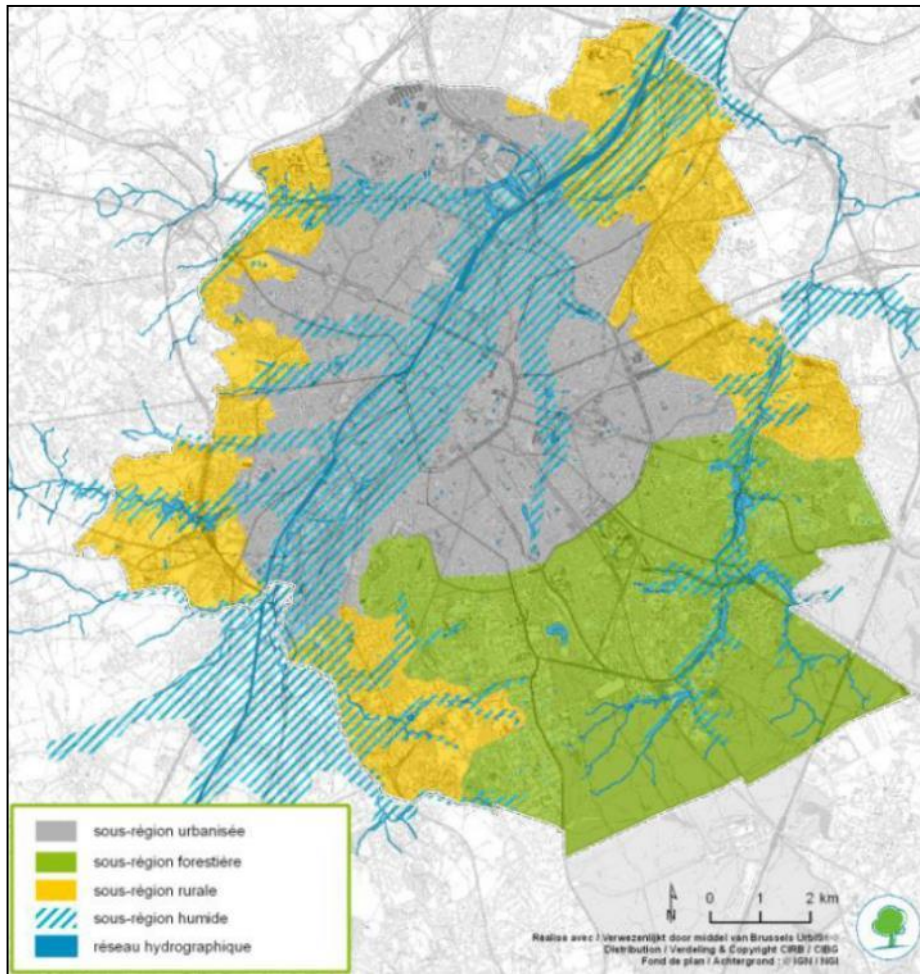 sous-région urbanisée
sous-région forestière
sous-région rurale
sous-région humide
réseau hydrographique
N
0 1 2 km
Réalisé avec / Verwezenlijkt door middel van Brussels UrbIS
Distribution / Verdeling & Copyright CIRB / CIBG
Fond de plan / Achtergrond : © IGN / NGI